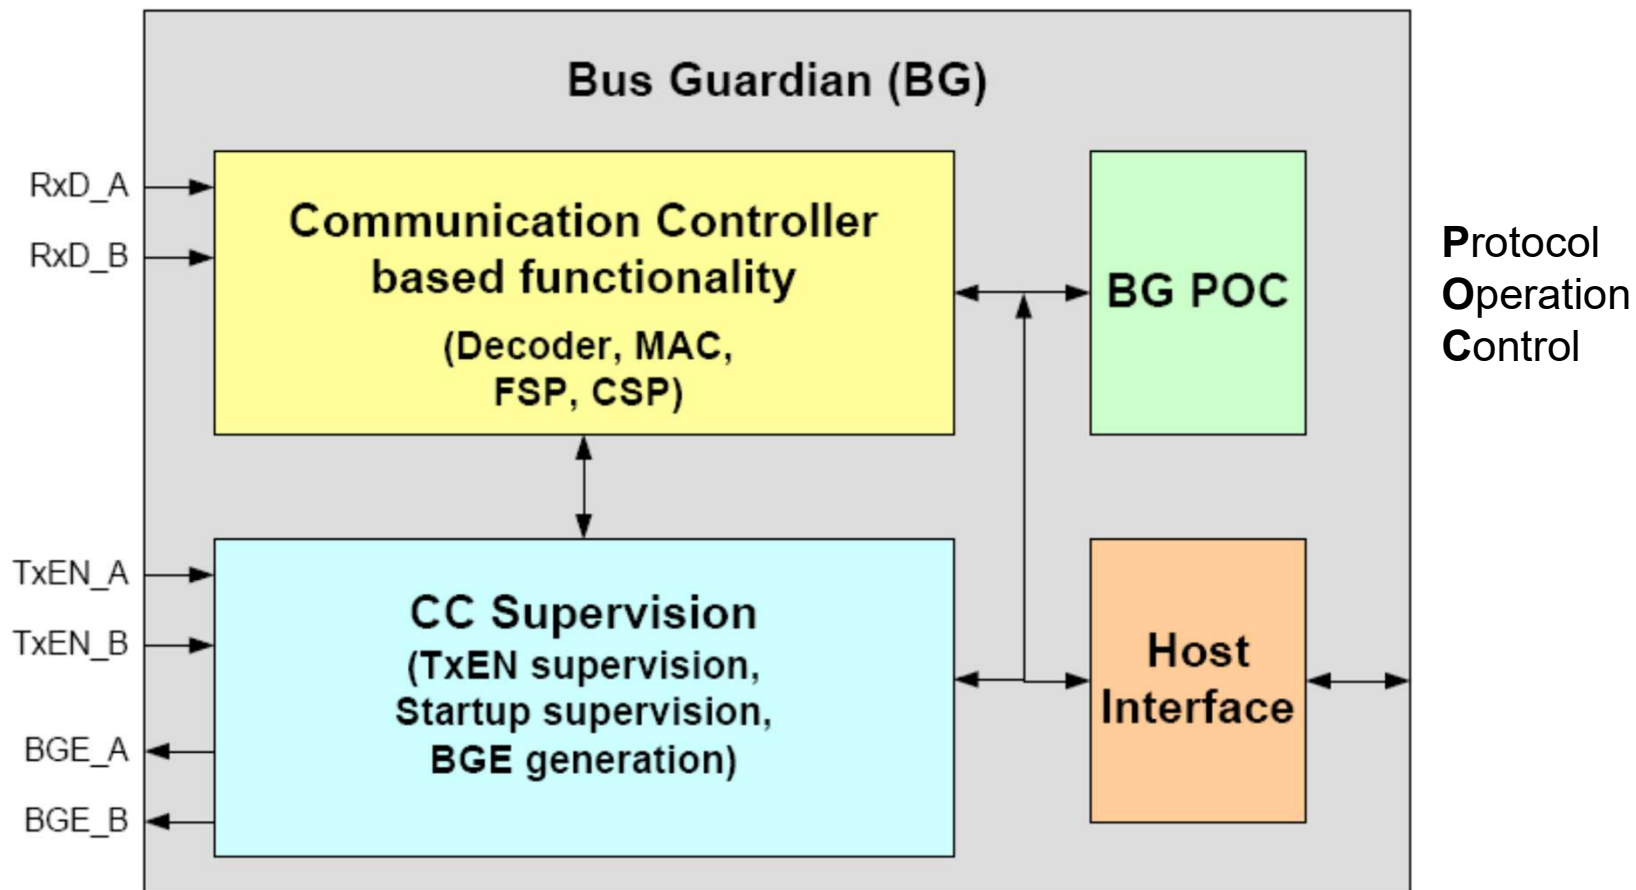 Bus Guardian (BG)
RxD_A
RxD_B
Communication Controller
based functionality
(Decoder, MAC,
FSP, CSP)
BG POC
Protocol
Operation
Control
TxEN_A
TxEN_B
BGE_A
BGE_B
CC Supervision
(TxEN supervision,
Startup supervision,
BGE generation)
Host
Interface